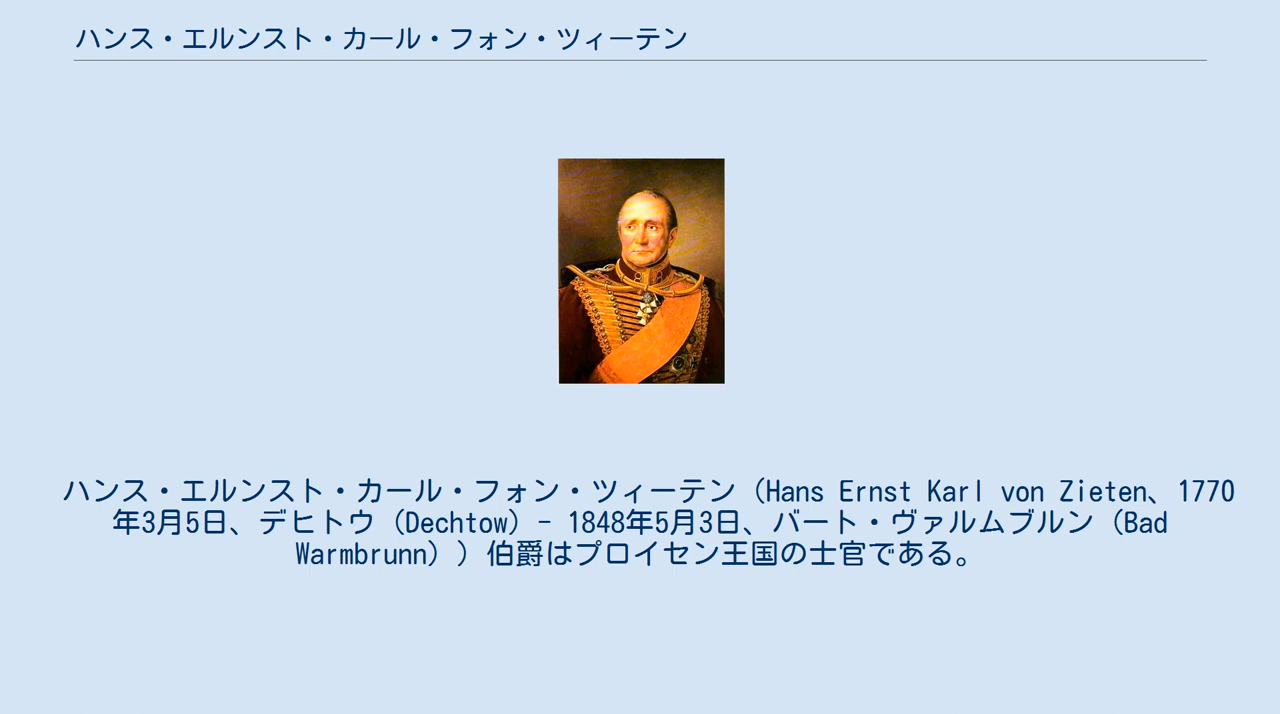 ハンス・エルンスト・カール・フォン・ツィーテン
ハンス・エルンスト・カール・フォン・ツィーテン（Hans Ernst Karl von Zieten、1770
年3月5日、デヒトウ（Dechtow）- 1848年5月3日、バート・ヴァルムブルン（Bad
Warmbrunn））伯爵はプロイセン王国の士官である。